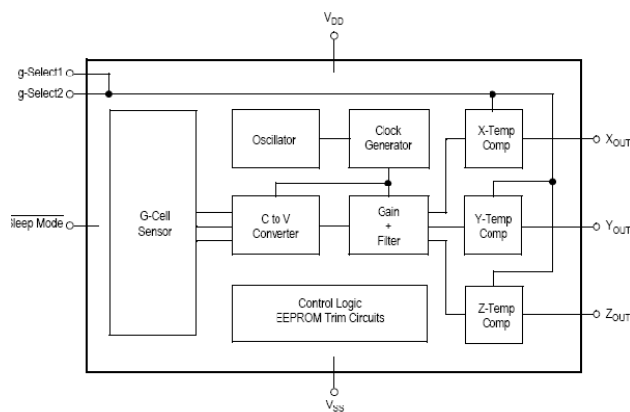 VDD
g-Select1
g-Select2
Oscillator
Clock
Generator
X-Temp
Comp
XOUT
Sleep Mode
G-Cell
Sensor
C to V
Converter
Gain
+
Filter
Y-Temp
Comp
YOUT
Control Logic
EEPROM Trim Circuits
Z-Temp
Comp
ZOUT
VSS